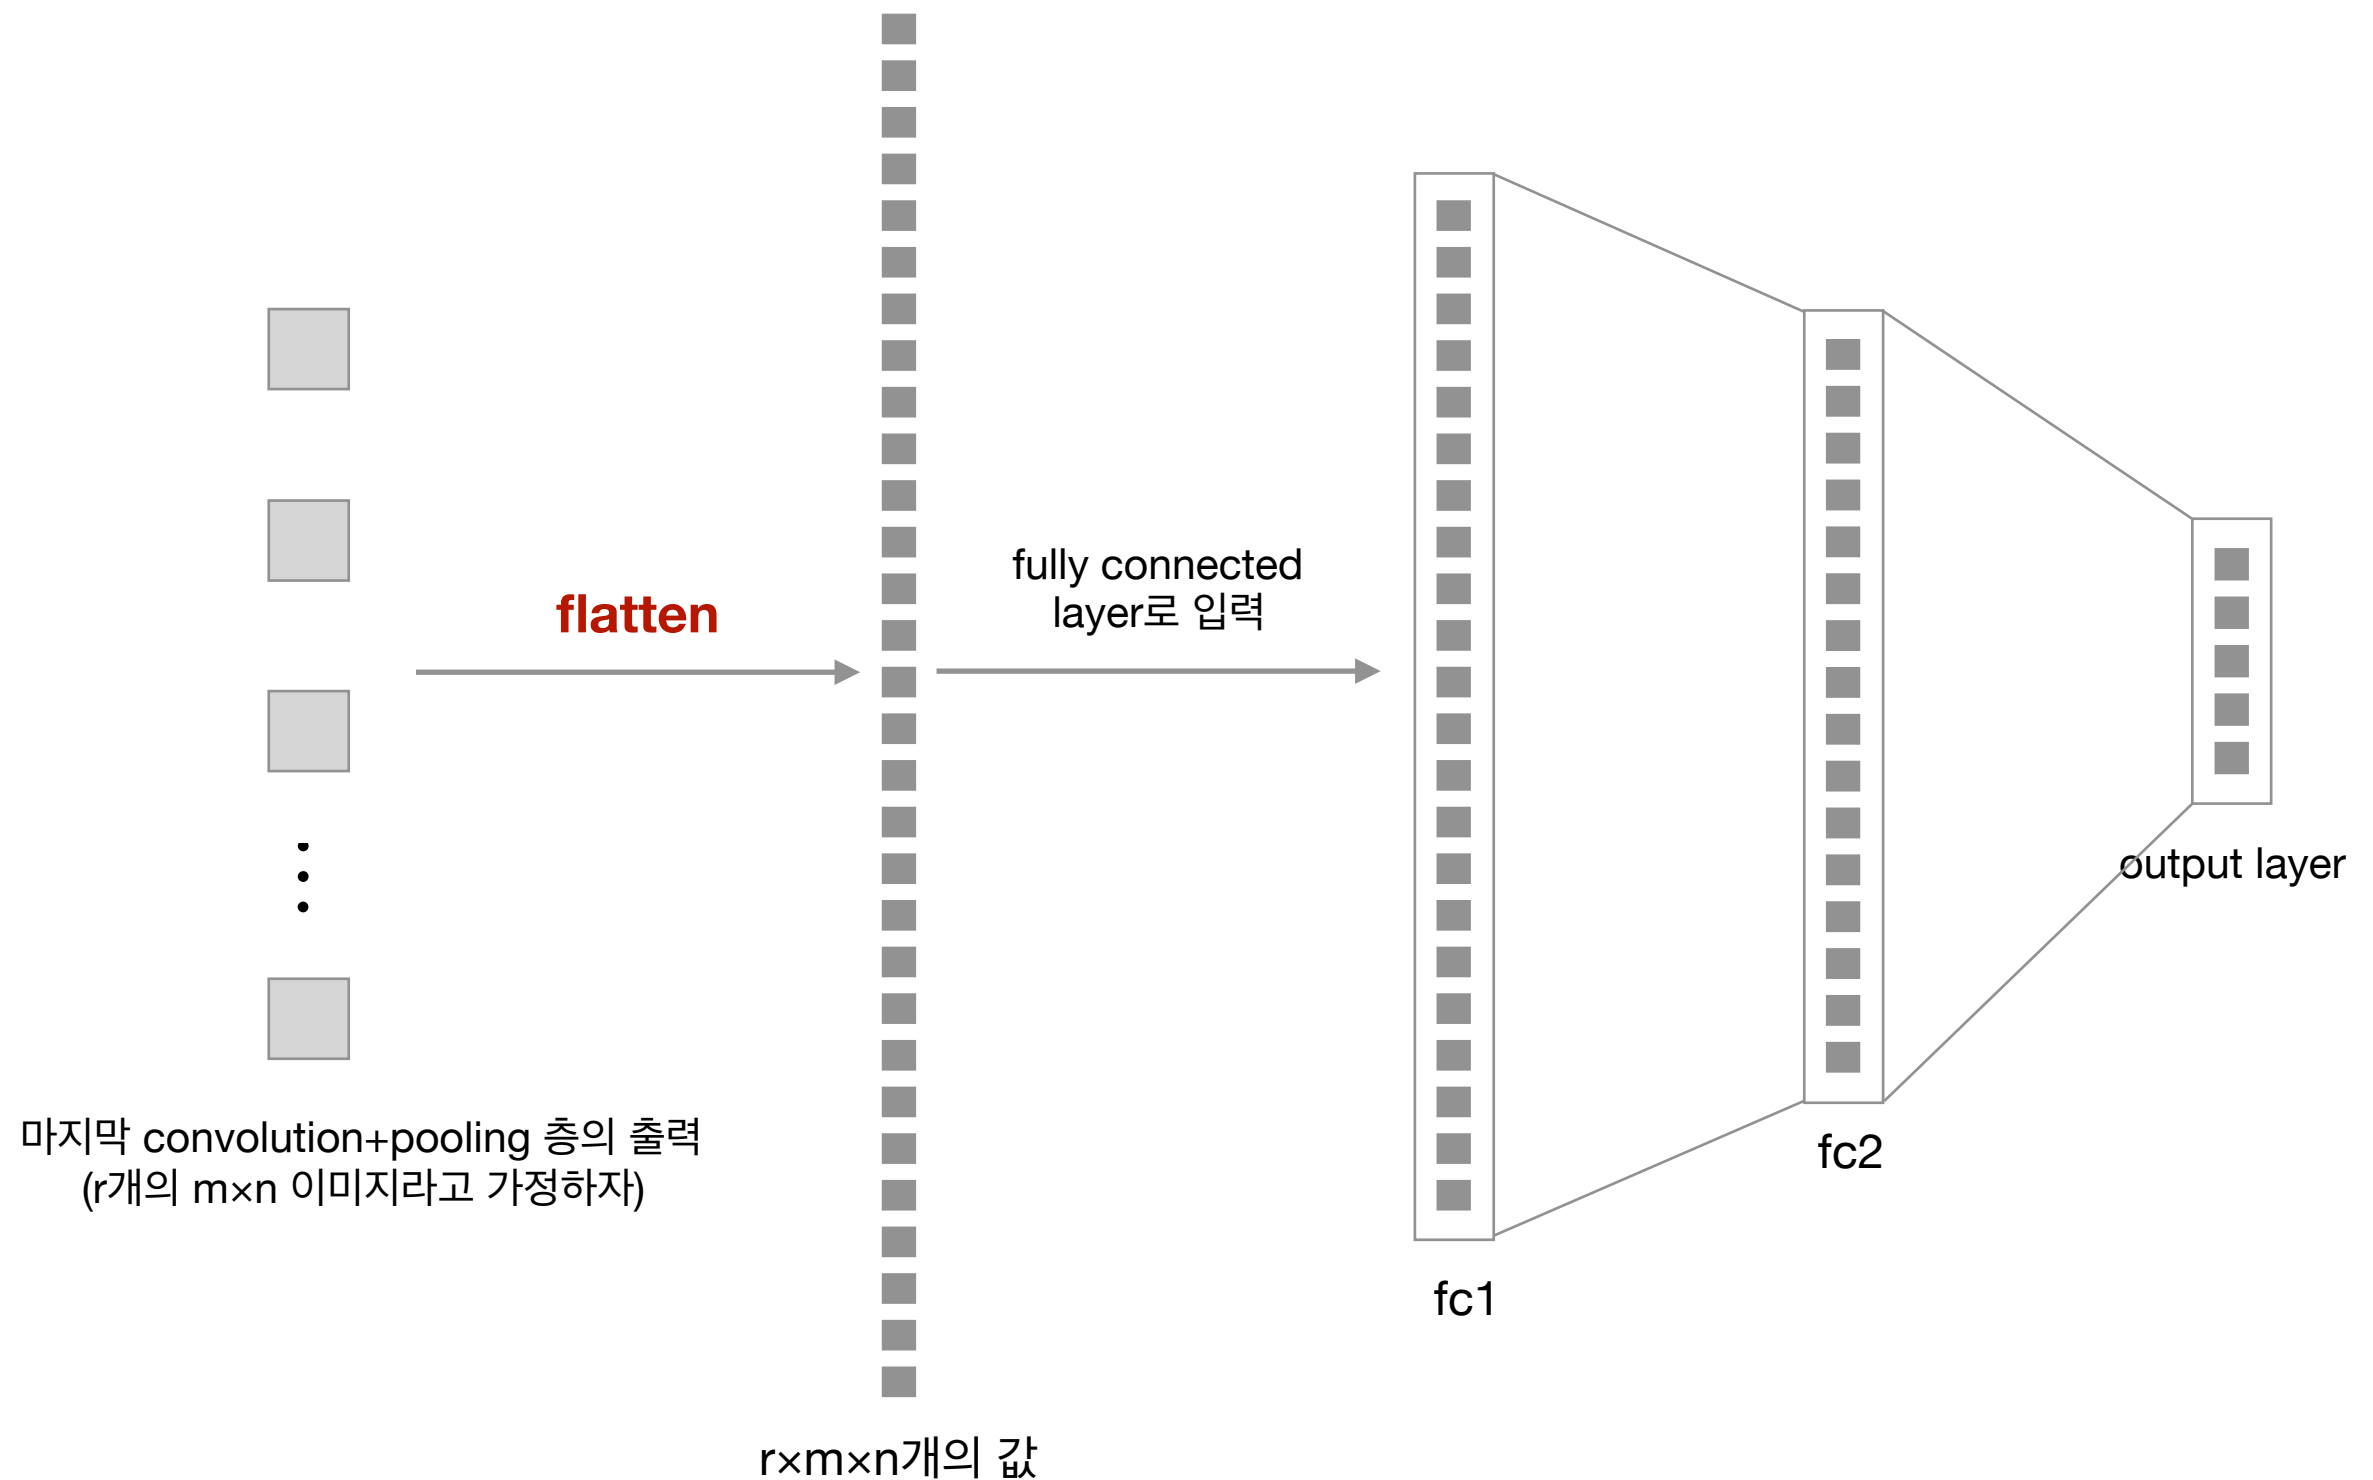 flatten
fully connected
layer로 입력
output layer
마지막 convolution+pooling 층의 출력
(r개의 m×n 이미지라고 가정하자)
fc2
fc1
r×m×n개의 값